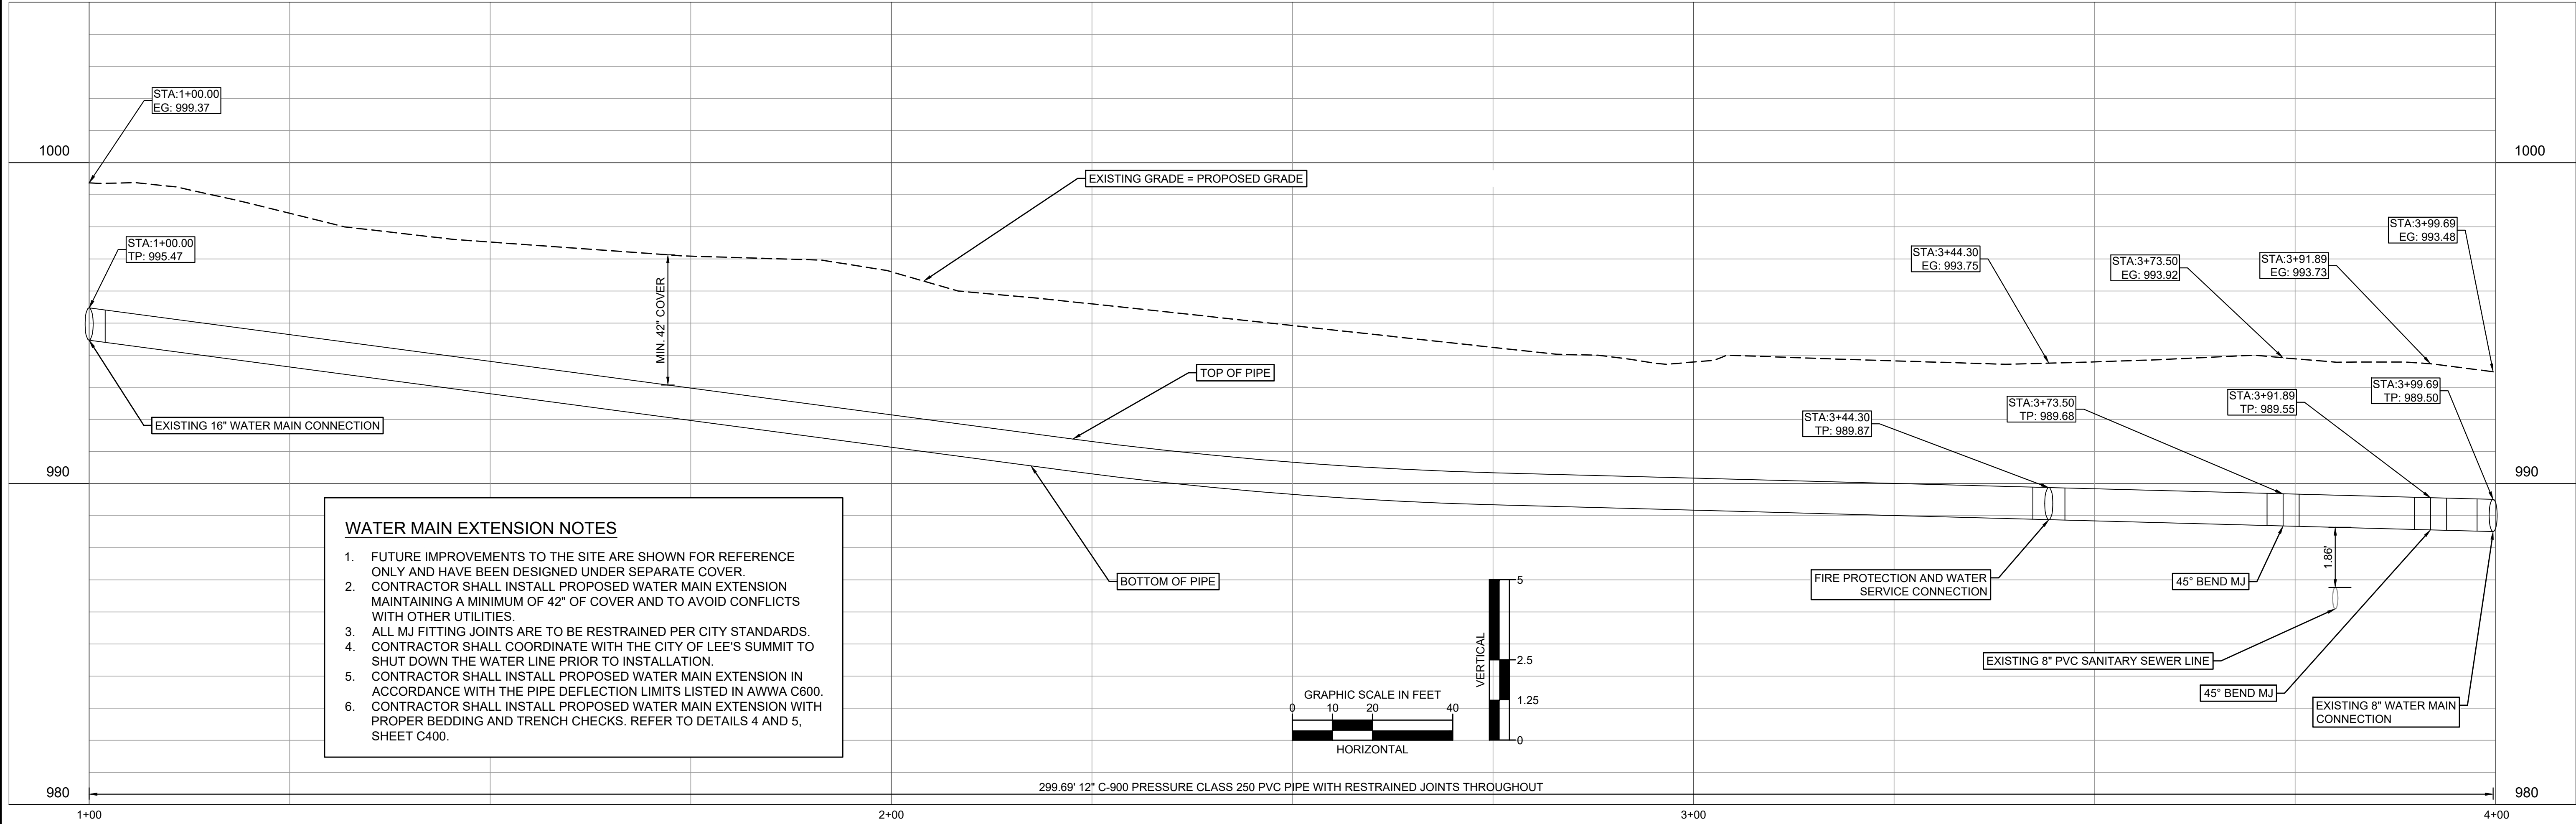 STA:1+00.00
EG: 999.37
1000
1000
EXISTING GRADE = PROPOSED GRADE
STA:3+99.69
EG: 993.48
STA:1+00.00
TP: 995.47
STA:3+44.30
EG: 993.75
STA:3+73.50
EG: 993.92
STA:3+91.89
EG: 993.73
MIN. 42" COVER
TOP OF PIPE
STA:3+99.69
TP: 989.50
STA:3+91.89
TP: 989.55
STA:3+73.50
TP: 989.68
STA:3+44.30
TP: 989.87
EXISTING 16" WATER MAIN CONNECTION
990
990
WATER MAIN EXTENSION NOTES
1. FUTURE IMPROVEMENTS TO THE SITE ARE SHOWN FOR REFERENCE
ONLY AND HAVE BEEN DESIGNED UNDER SEPARATE COVER.
2. CONTRACTOR SHALL INSTALL PROPOSED WATER MAIN EXTENSION
MAINTAINING A MINIMUM OF 42" OF COVER AND TO AVOID CONFLICTS
WITH OTHER UTILITIES.
3. ALL MJ FITTING JOINTS ARE TO BE RESTRAINED PER CITY STANDARDS.
4. CONTRACTOR SHALL COORDINATE WITH THE CITY OF LEE'S SUMMIT TO
SHUT DOWN THE WATER LINE PRIOR TO INSTALLATION.
5. CONTRACTOR SHALL INSTALL PROPOSED WATER MAIN EXTENSION IN
ACCORDANCE WITH THE PIPE DEFLECTION LIMITS LISTED IN AWWA C600.
6. CONTRACTOR SHALL INSTALL PROPOSED WATER MAIN EXTENSION WITH
PROPER BEDDING AND TRENCH CHECKS. REFER TO DETAILS 4 AND 5,
SHEET C400.
BOTTOM OF PIPE
FIRE PROTECTION AND WATER
SERVICE CONNECTION
45° BEND MJ
1.86'
EXISTING 8" PVC SANITARY SEWER LINE
45° BEND MJ
EXISTING 8" WATER MAIN
CONNECTION
VERTICAL
5
2.5
1.25
0
GRAPHIC SCALE IN FEET
0 10 20 40
HORIZONTAL
299.69' 12" C-900 PRESSURE CLASS 250 PVC PIPE WITH RESTRAINED JOINTS THROUGHOUT
980
980
1+00 2+00 3+00 4+00